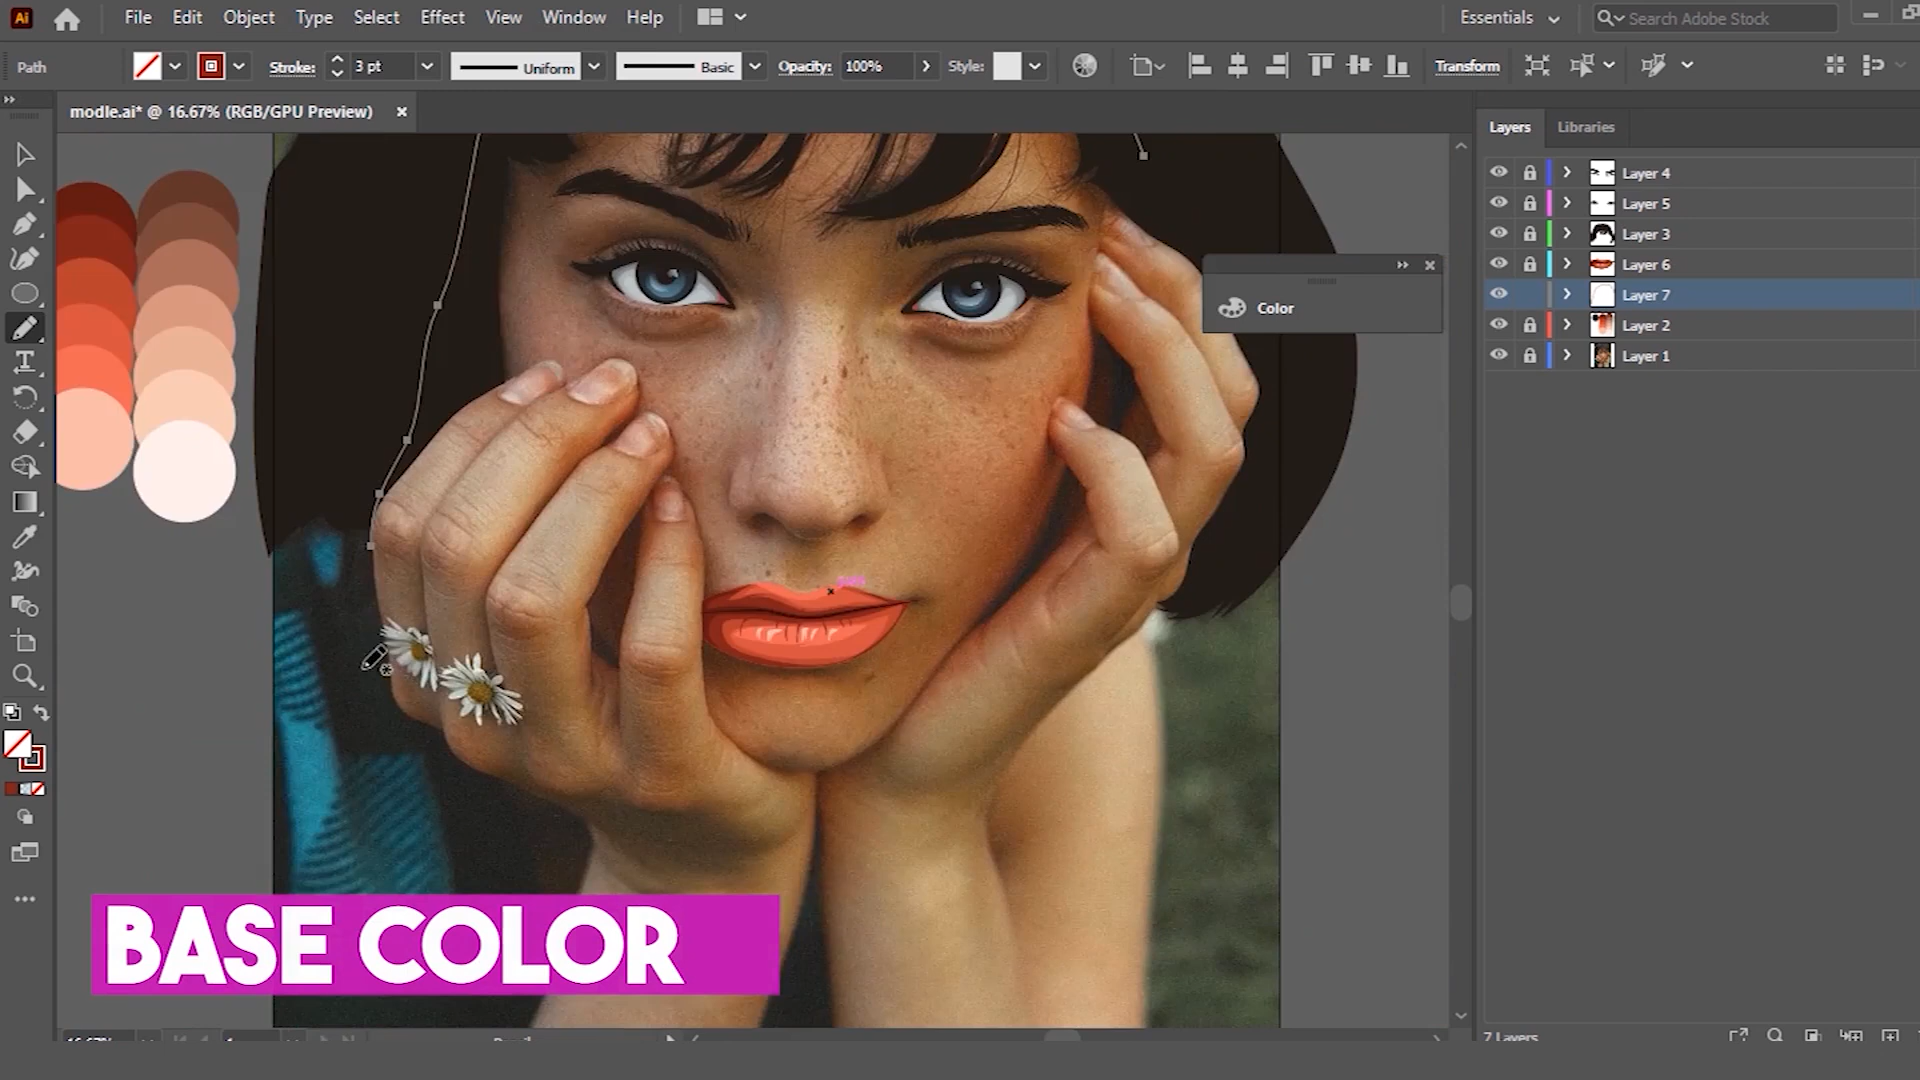 Ai File Edit Object Type Select Effect View Window Help Essentials Search Adobe Stock
Path Stroke: 3 pt Uniform Basic Opacity: 100% Style: Transform
modle.ai* @ 16.67% (RGB/GPU Preview) Layers Libraries
Layer 4
Layer 5
Layer 3
Layer 6
Color
Layer 7
Layer 2
Layer 1
BASE COLOR
7 Layers